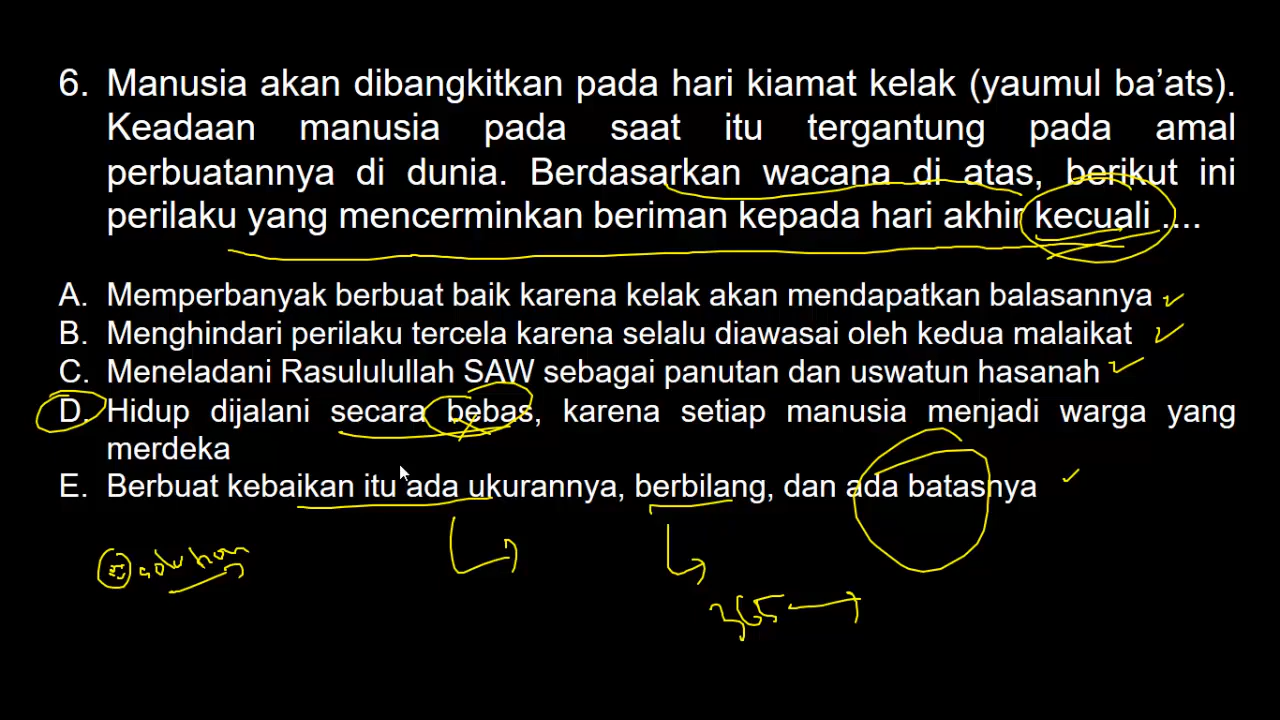 6. Manusia akan dibangkitkan pada hari kiamat kelak (yaumul ba’ats).
Keadaan manusia pada saat itu tergantung pada amal
perbuatannya di dunia. Berdasarkan wacana di atas, berikut ini
perilaku yang mencerminkan beriman kepada hari akhir kecuali ....
A. Memperbanyak berbuat baik karena kelak akan mendapatkan balasannya
B. Menghindari perilaku tercela karena selalu diawasai oleh kedua malaikat
C. Meneladani Rasululullah SAW sebagai panutan dan uswatun hasanah
D. Hidup dijalani secara bebas, karena setiap manusia menjadi warga yang
merdeka
E. Berbuat kebaikan itu ada ukurannya, berbilang, dan ada batasnya
365